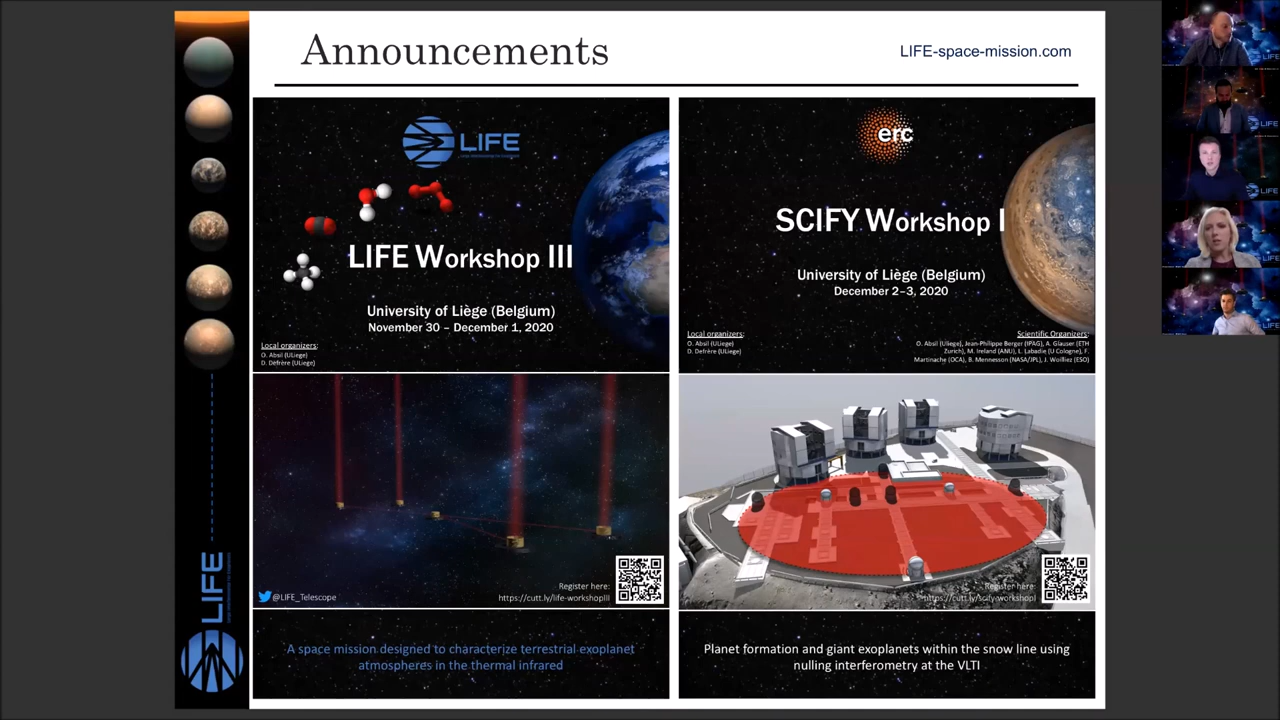 Announcements
LIFE-space-mission.com
LIFE
LIFE Workshop III
University of Liège (Belgium)
November 30 – December 1, 2020
Local organizers:
O. Absil (ULiege)
D. Defrère (ULiege)
Register here:
https://cutt.ly/life-workshopIII
@LIFE_Telescope
A space mission designed to characterize terrestrial exoplanet
atmospheres in the thermal infrared
erc
SCIFY Workshop I
University of Liège (Belgium)
December 2–3, 2020
Local organizers:
O. Absil (ULiege)
D. Defrère (ULiege)
Scientific Organizers:
O. Absil (Uliege), Jean-Philippe Berger (IPAG), A. Glauser (ETH
Zurich), M. Ireland (ANU), L. Labadie (U Cologne), F.
Martinache (OCA), B. Mennesson (NASA/JPL), J. Woillez (ESO)
Register here:
https://cutt.ly/scify-workshopI
Planet formation and giant exoplanets within the snow line using
nulling interferometry at the VLTI
LIFE